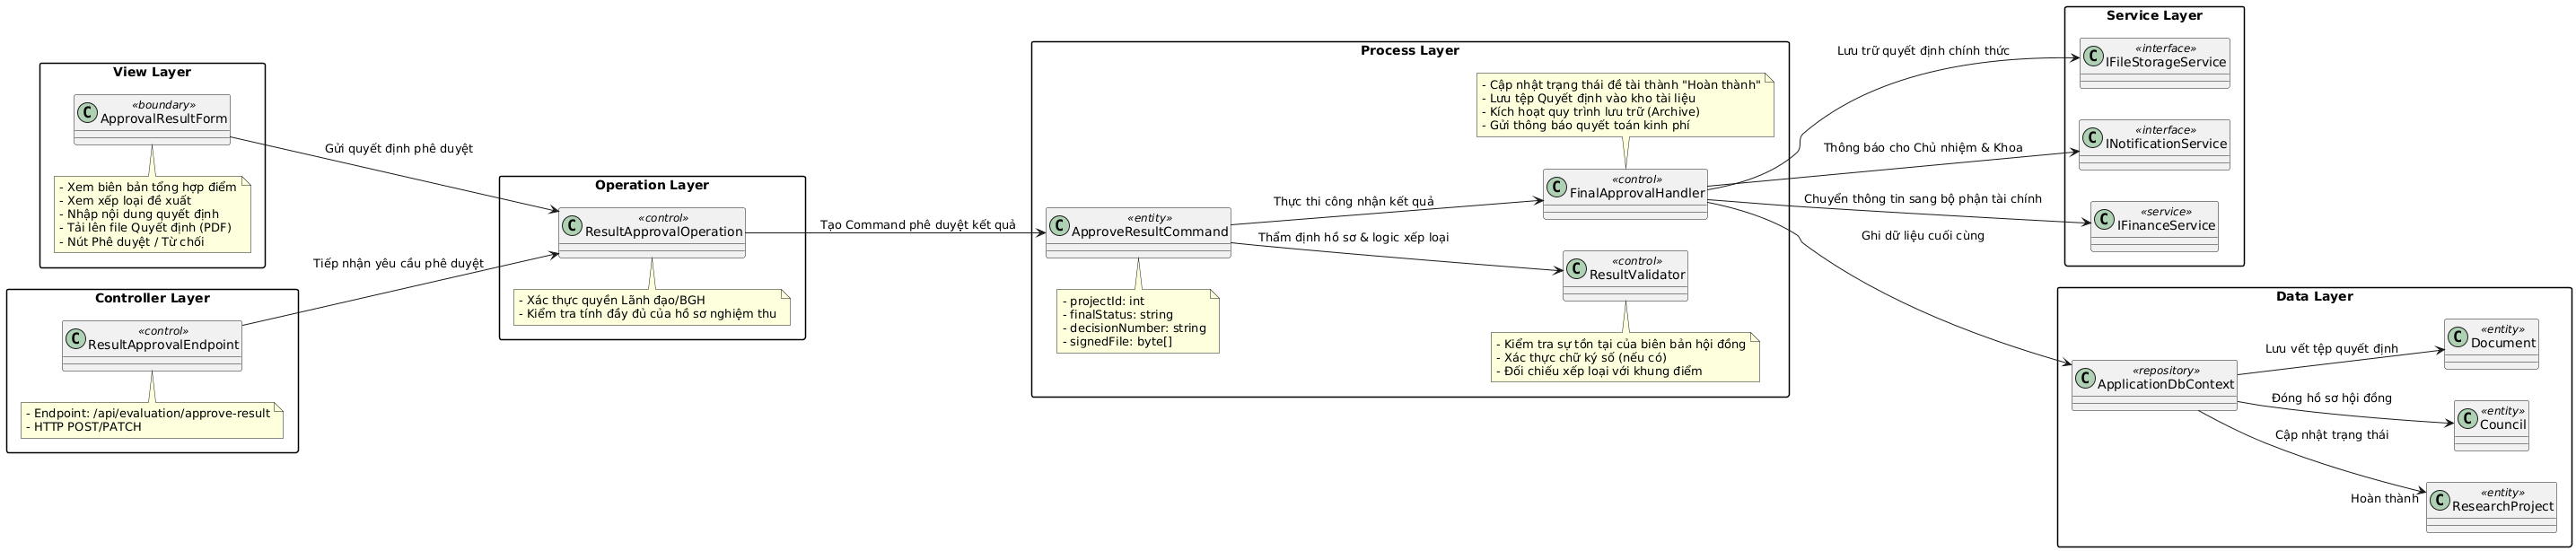 View Layer
«boundary»
C
ApprovalResultForm
- Xem biên bản tổng hợp điểm
- Xem xếp loại đề xuất
- Nhập nội dung quyết định
- Tải lên file Quyết định (PDF)
- Nút Phê duyệt / Từ chối
Controller Layer
«control»
C
ResultApprovalEndpoint
- Endpoint: /api/evaluation/approve-result
- HTTP POST/PATCH
Gửi quyết định phê duyệt
Tiếp nhận yêu cầu phê duyệt
Operation Layer
«control»
C
ResultApprovalOperation
- Xác thực quyền Lãnh đạo/BGH
- Kiểm tra tính đầy đủ của hồ sơ nghiệm thu
Tạo Command phê duyệt kết quả
Process Layer
«entity»
C
ApproveResultCommand
- projectId: int
- finalStatus: string
- decisionNumber: string
- signedFile: byte[]
Thực thi công nhận kết quả
Thẩm định hồ sơ & logic xếp loại
- Cập nhật trạng thái đề tài thành "Hoàn thành"
- Lưu tệp Quyết định vào kho tài liệu
- Kích hoạt quy trình lưu trữ (Archive)
- Gửi thông báo quyết toán kinh phí
«control»
C
FinalApprovalHandler
«control»
C
ResultValidator
- Kiểm tra sự tồn tại của biên bản hội đồng
- Xác thực chữ ký số (nếu có)
- Đối chiếu xếp loại với khung điểm
Lưu trữ quyết định chính thức
Thông báo cho Chủ nhiệm & Khoa
Chuyển thông tin sang bộ phận tài chính
Ghi dữ liệu cuối cùng
Service Layer
«interface»
C
IFileStorageService
«interface»
C
INotificationService
«service»
C
IFinanceService
Data Layer
«repository»
C
ApplicationDbContext
Lưu vết tệp quyết định
Đóng hồ sơ hội đồng
Cập nhật trạng thái
Hoàn thành
«entity»
C
Document
«entity»
C
Council
«entity»
C
ResearchProject